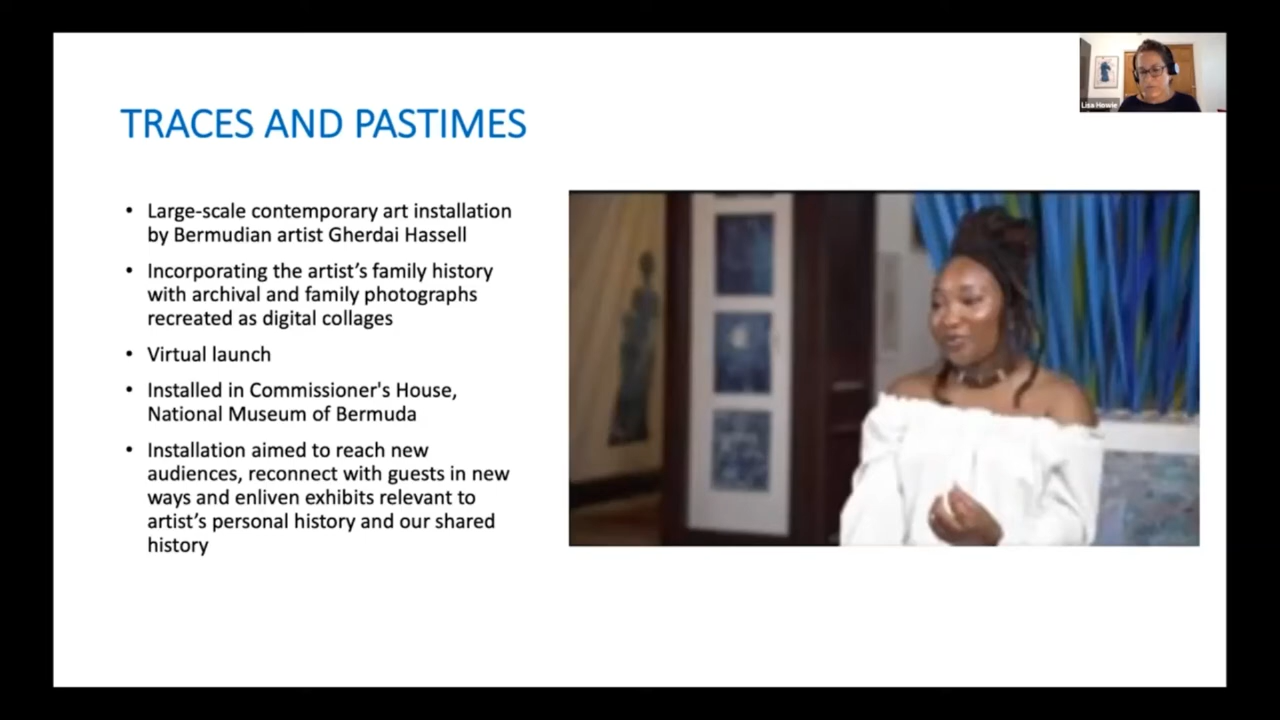 TRACES AND PASTIMES
• Large-scale contemporary art installation
by Bermudian artist Gherdai Hassell
• Incorporating the artist’s family history
with archival and family photographs
recreated as digital collages
• Virtual launch
• Installed in Commissioner's House,
National Museum of Bermuda
• Installation aimed to reach new
audiences, reconnect with guests in new
ways and enliven exhibits relevant to
artist’s personal history and our shared
history
Lisa Howie